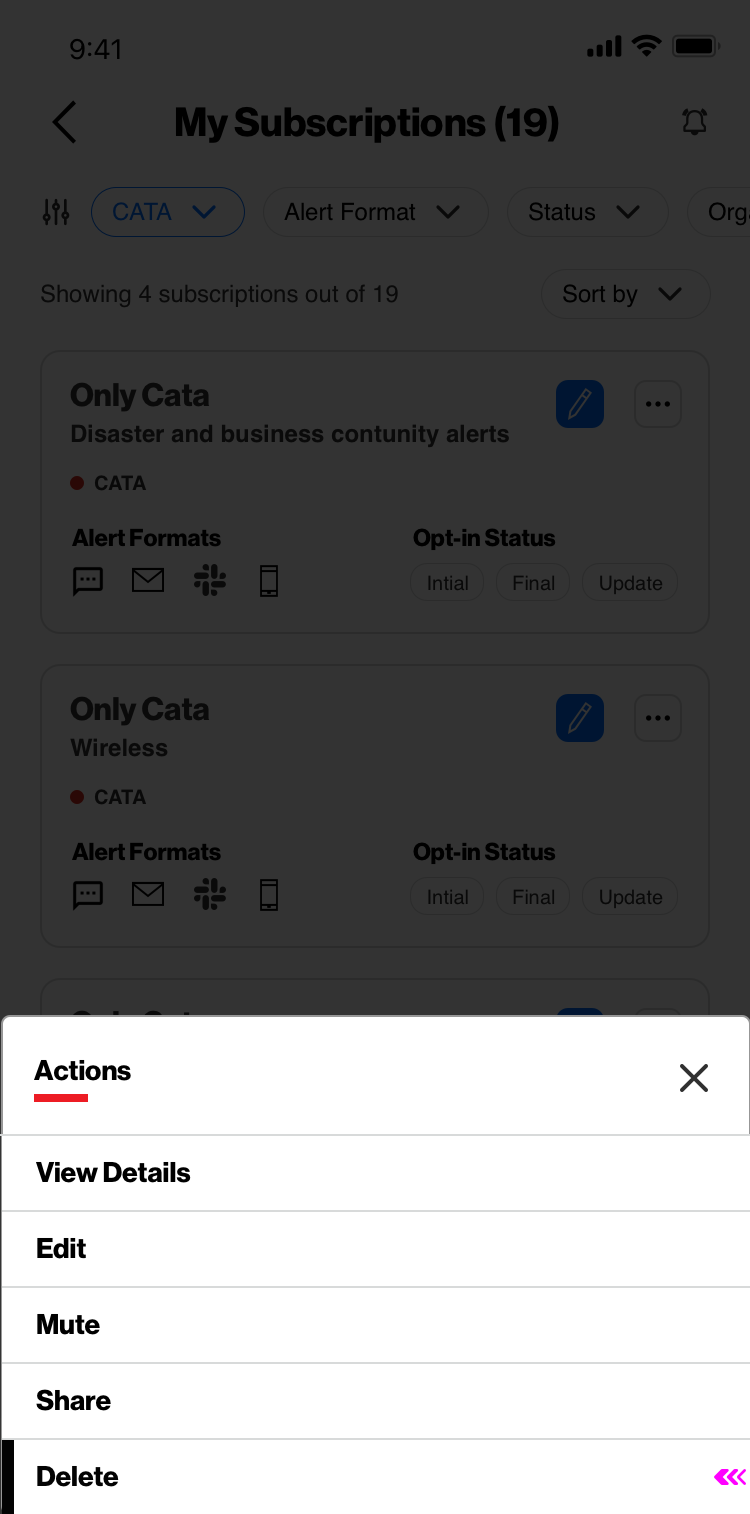 9:41
My Subscriptions (19)
CATA
Alert Format
Status
Orga
Showing 4 subscriptions out of 19
Sort by
Only Cata
Disaster and business contunity alerts
CATA
Alert Formats
Opt-in Status
Intial
Final
Update
Only Cata
Wireless
CATA
Alert Formats
Opt-in Status
Intial
Final
Update
Actions
View Details
Edit
Mute
Share
Delete